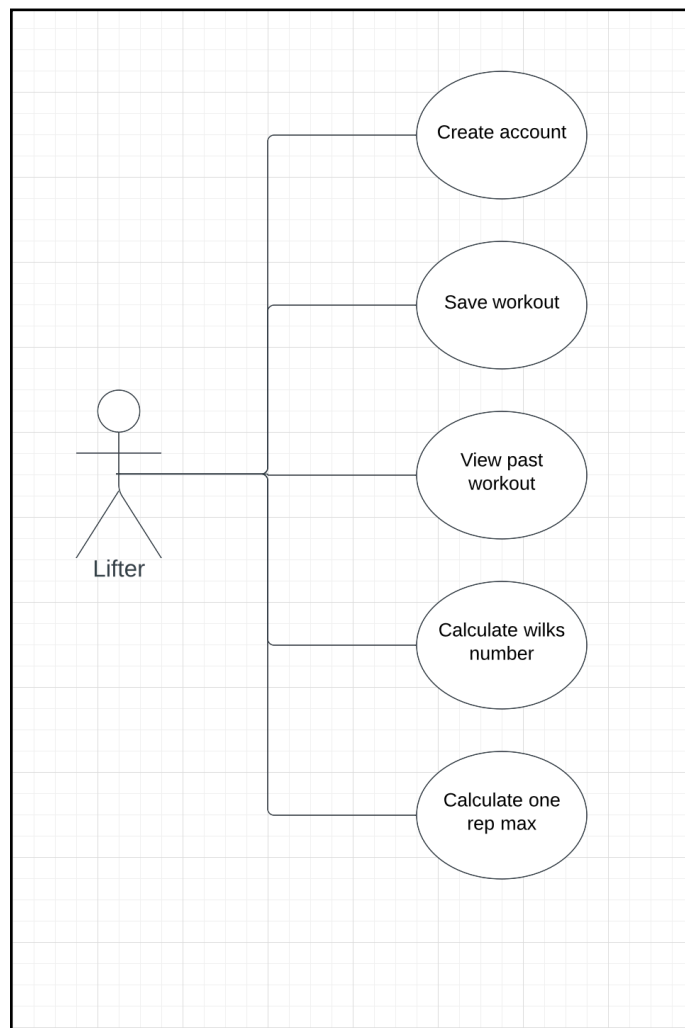 Create account
Save workout
View past
workout
Lifter
Calculate wilks
number
Calculate one
rep max